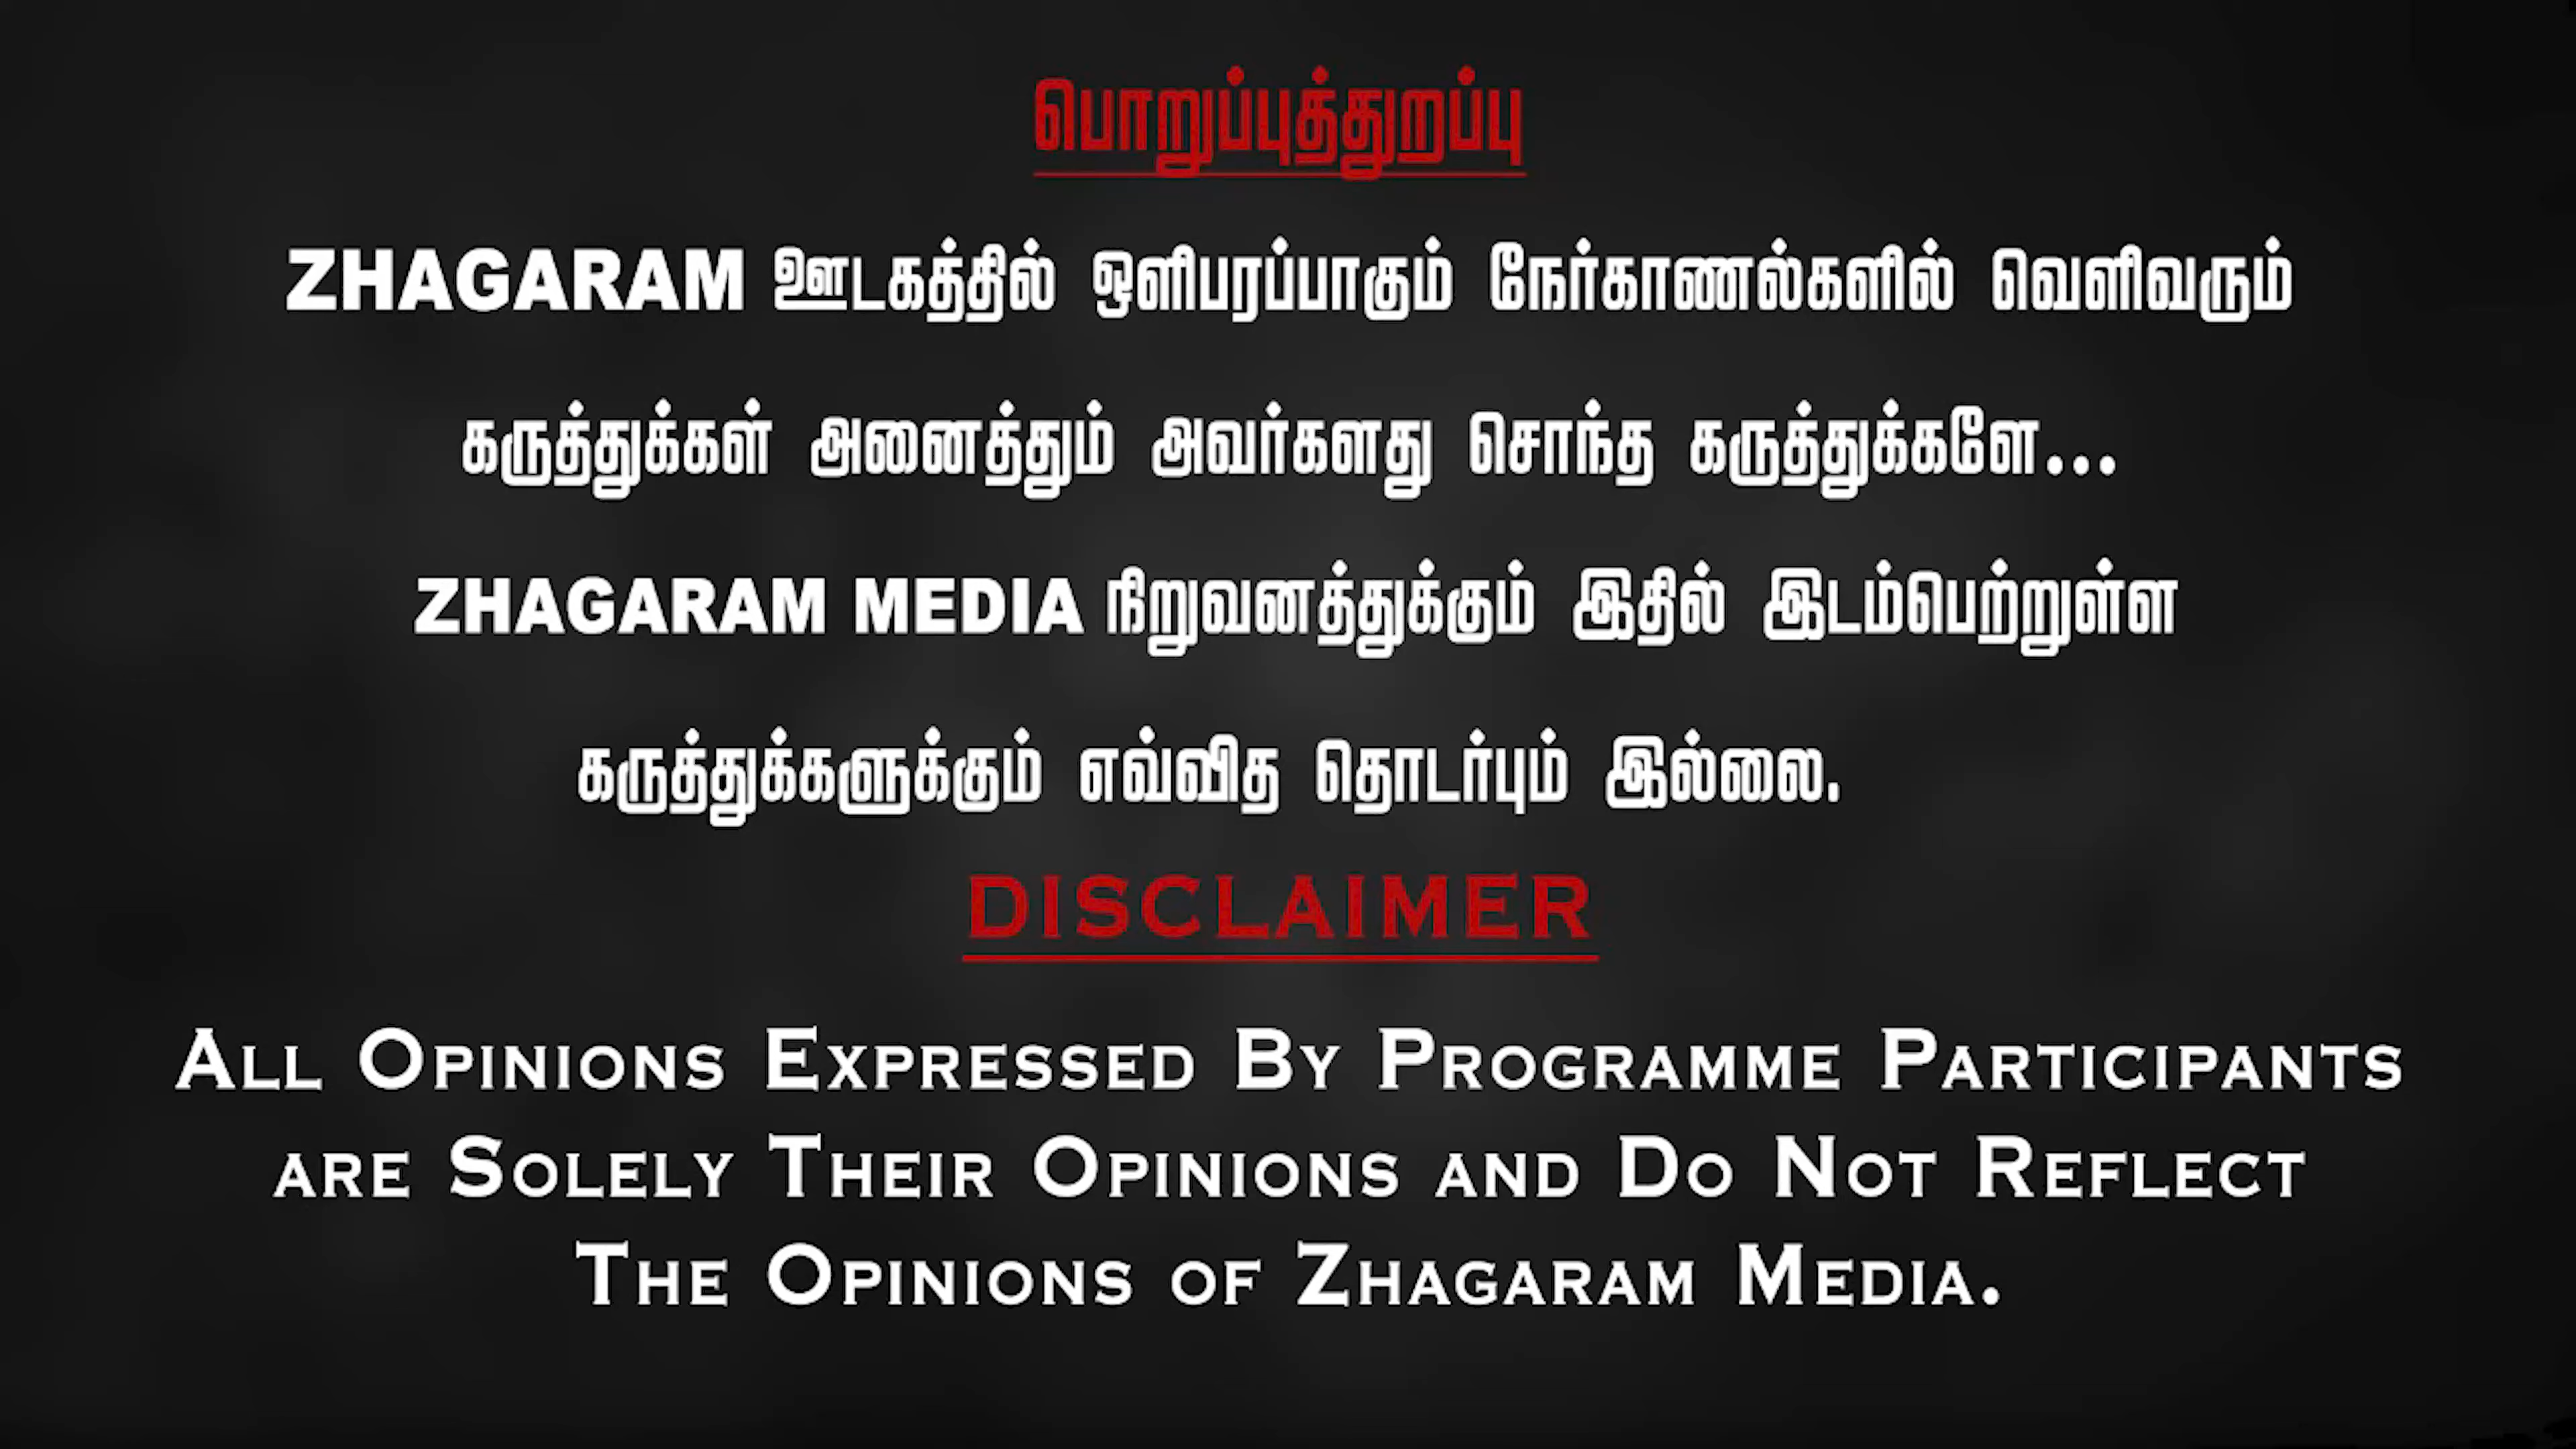 பொறுப்புத்துறப்பு
ZHAGARAM ஊடகத்தில் ஒளிபரப்பாகும் நேர்காணல்களில் வெளிவரும்
கருத்துக்கள் அனைத்தும் அவர்களது சொந்த கருத்துக்களே...
ZHAGARAM MEDIA நிறுவனத்துக்கும் இதில் இடம்பெற்றுள்ள
கருத்துக்களுக்கும் எவ்வித தொடர்பும் இல்லை.
DISCLAIMER
All Opinions Expressed By Programme Participants
are Solely Their Opinions and Do Not Reflect
The Opinions of Zhagaram Media.